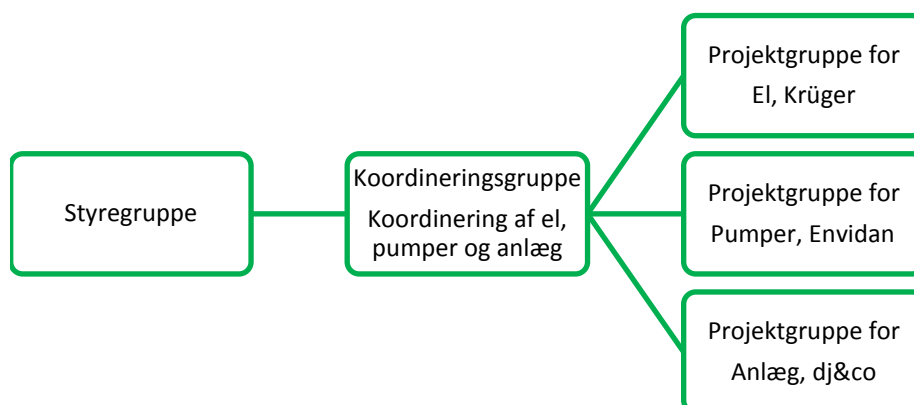 Styregruppe
Koordineringsgruppe
Koordinering af el,
pumper og anlæg
Projektgruppe for
El, Krüger
Projektgruppe for
Pumper, Envidan
Projektgruppe for
Anlæg, dj&co